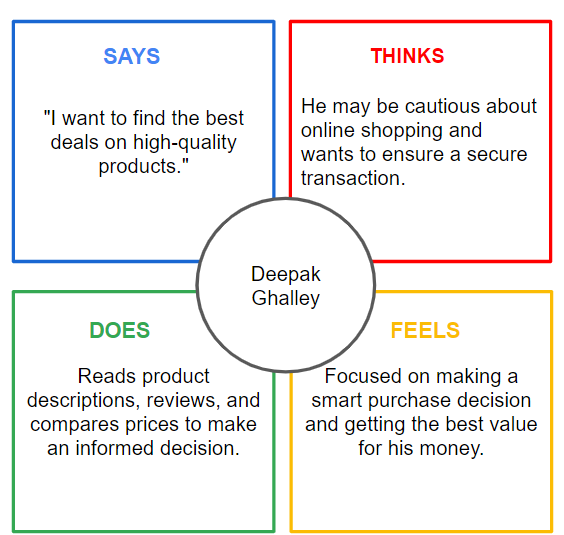 SAYS
"I want to find the best
deals on high-quality
products."
THINKS
He may be cautious about
online shopping and
wants to ensure a secure
transaction.
Deepak
Ghalley
DOES
Reads product
descriptions, reviews, and
compares prices to make
an informed decision.
FEELS
Focused on making a
smart purchase decision
and getting the best value
for his money.